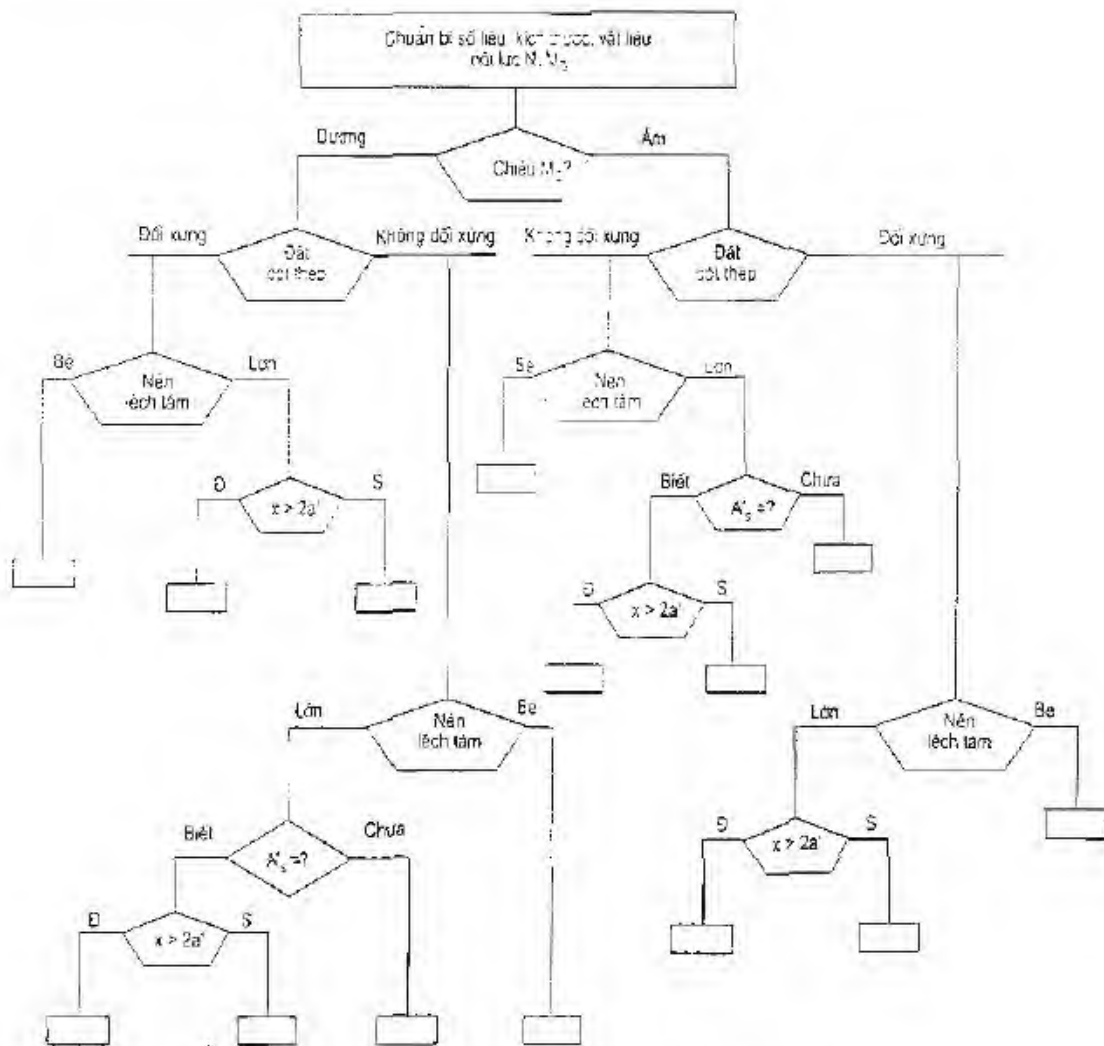 Chuẩn bị số liệu, kích thước, vật liệu
nội lực N, M
Dương
Âm
Chiều M ?
Đối xứng
Không đối xứng
Không đối xứng
Đối xứng
Đặt
cốt thép
Đặt
cốt thép
Bé
Lớn
Nén
lệch tâm
Bé
Lớn
Nén
lệch tâm
Đ
S
x > 2a'
Biết
Chưa
A's =?
Đ
S
x > 2a'
Lớn
Bé
Nén
lệch tâm
Lớn
Bé
Nén
lệch tâm
Biết
Chưa
A's =?
Đ
S
x > 2a'
Đ
S
x > 2a'